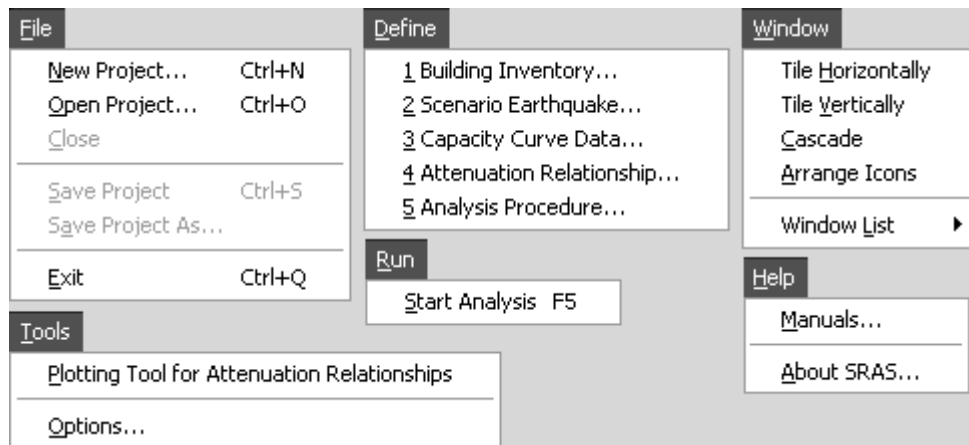 File
New Project... Ctrl+N
Open Project... Ctrl+O
Close
Save Project Ctrl+S
Save Project As...
Exit Ctrl+Q
Tools
Plotting Tool for Attenuation Relationships
Options...
Define
1 Building Inventory...
2 Scenario Earthquake...
3 Capacity Curve Data...
4 Attenuation Relationship...
5 Analysis Procedure...
Run
Start Analysis F5
Window
Tile Horizontally
Tile Vertically
Cascade
Arrange Icons
Window List
Help
Manuals...
About SRAS...